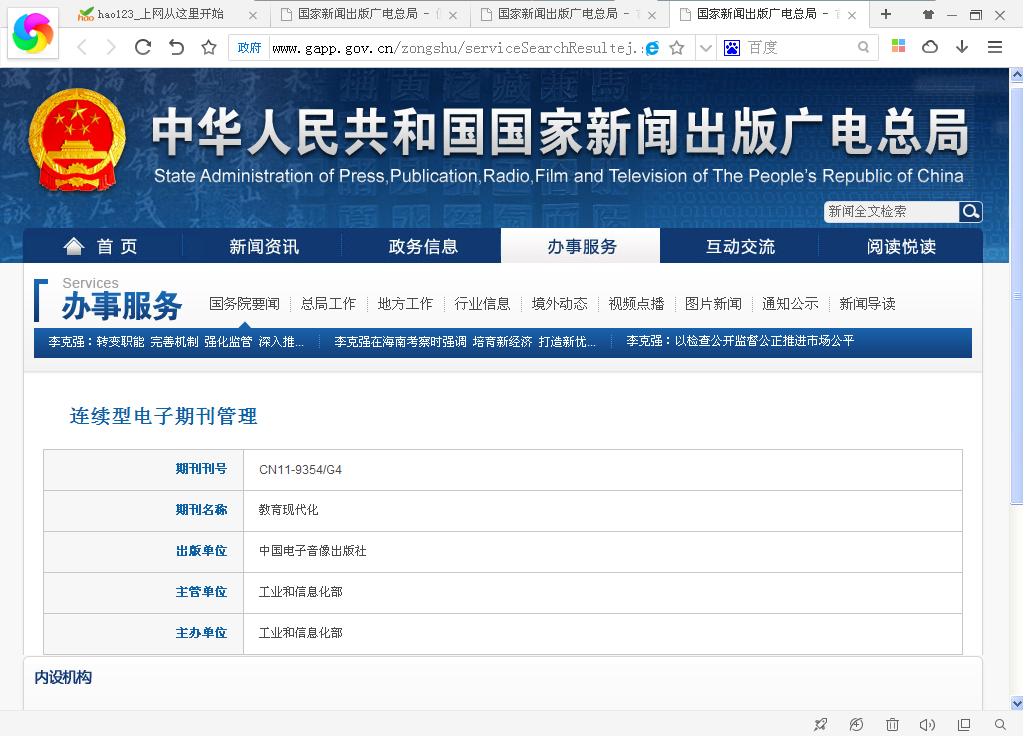 hao123_上网从这里开始
国家新闻出版广电总局 -
国家新闻出版广电总局 -
国家新闻出版广电总局 -
政府 www.gapp.gov.cn/zongshu/serviceSearchResultej. 百度
中华人民共和国国家新闻出版广电总局
State Administration of Press,Publication,Radio,Film and Television of The People's Republic of China
新闻全文检索
首 页 新闻资讯 政务信息 办事服务 互动交流 阅读悦读
Services
办事服务 国务院要闻 总局工作 地方工作 行业信息 境外动态 视频点播 图片新闻 通知公示 新闻导读
李克强：转变职能 完善机制 强化监管 深入推... 李克强在海南考察时强调 培育新经济 打造新优... 李克强：以检查公开监督公正推进市场公平
连续型电子期刊管理
期刊刊号 CN11-9354/G4
期刊名称 教育现代化
出版单位 中国电子音像出版社
主管单位 工业和信息化部
主办单位 工业和信息化部
内设机构